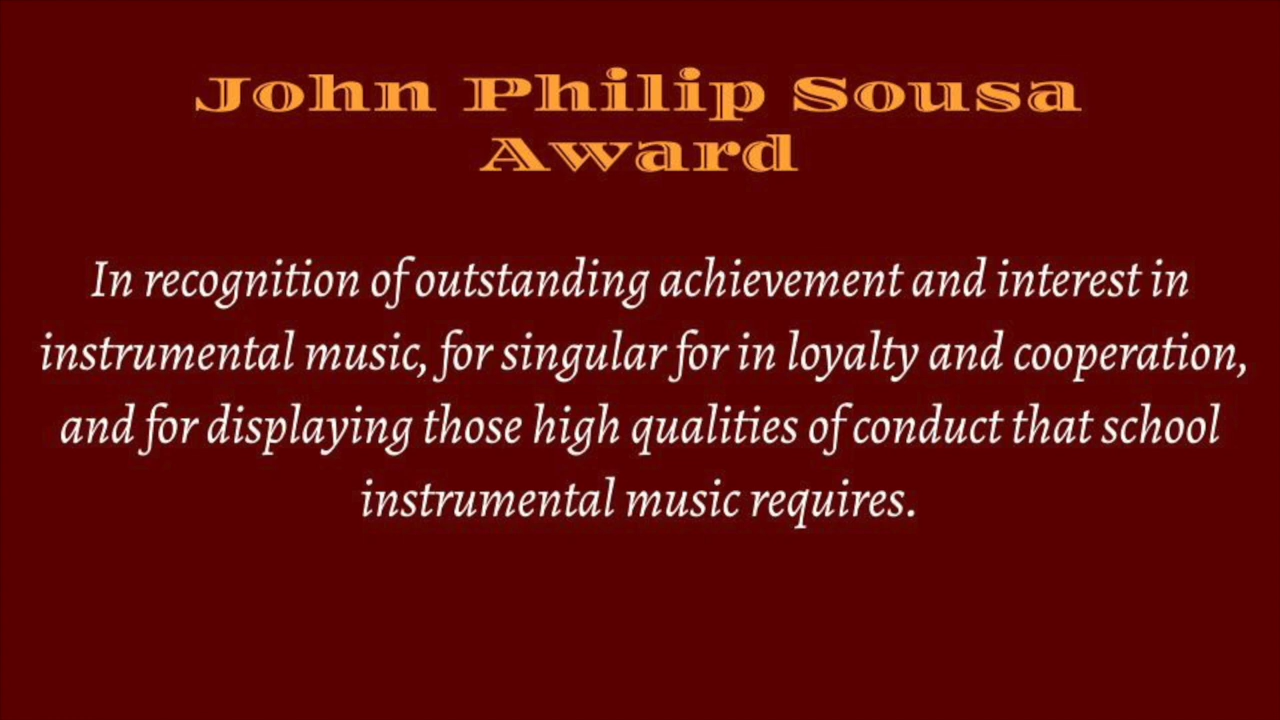 John Philip Sousa
Award
In recognition of outstanding achievement and interest in
instrumental music, for singular for in loyalty and cooperation,
and for displaying those high qualities of conduct that school
instrumental music requires.